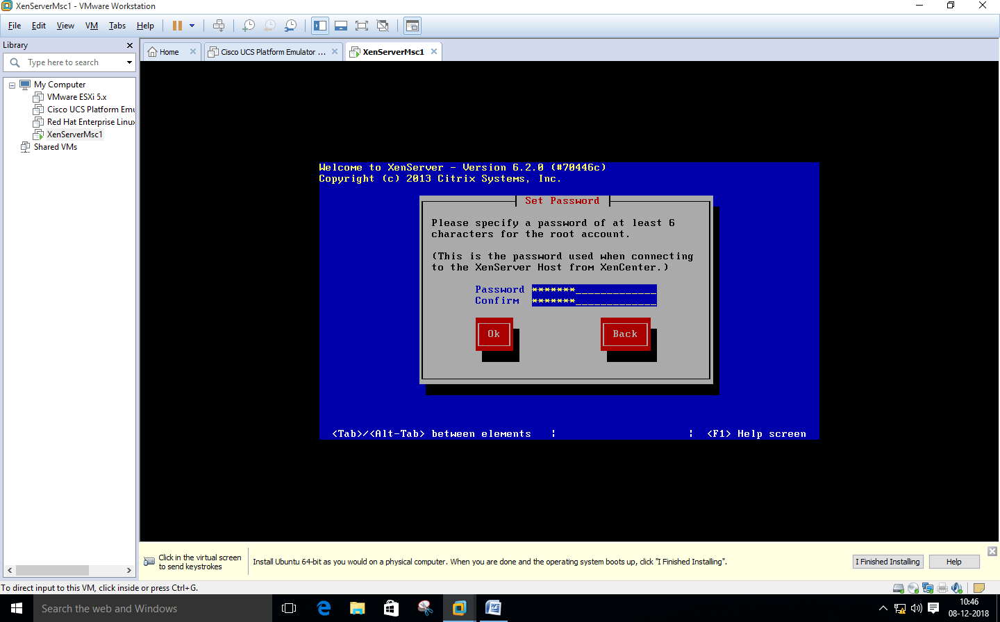 XenServerMsc1 - VMware Workstation
File Edit View VM Tabs Help
Library
Type here to search
My Computer
VMware ESXi 5.x
Cisco UCS Platform Emu
Red Hat Enterprise Linux
XenServerMsc1
Shared VMs
Home
Cisco UCS Platform Emulator ...
XenServerMsc1
Welcome to XenServer - Version 6.2.0 (#70446c)
Copyright (c) 2013 Citrix Systems, Inc.
Set Password
Please specify a password of at least 6
characters for the root account.
(This is the password used when connecting
to the XenServer Host from XenCenter.)
Password *******_____________
Confirm *******_____________
Ok
Back
<Tab>/<Alt-Tab> between elements | | <F1> Help screen
Click in the virtual screen
to send keystrokes
Install Ubuntu 64-bit as you would on a physical computer. When you are done and the operating system boots up, click "I Finished Installing".
I Finished Installing
Help
To direct input to this VM, click inside or press Ctrl+G.
Search the web and Windows
10:46
08-12-2018